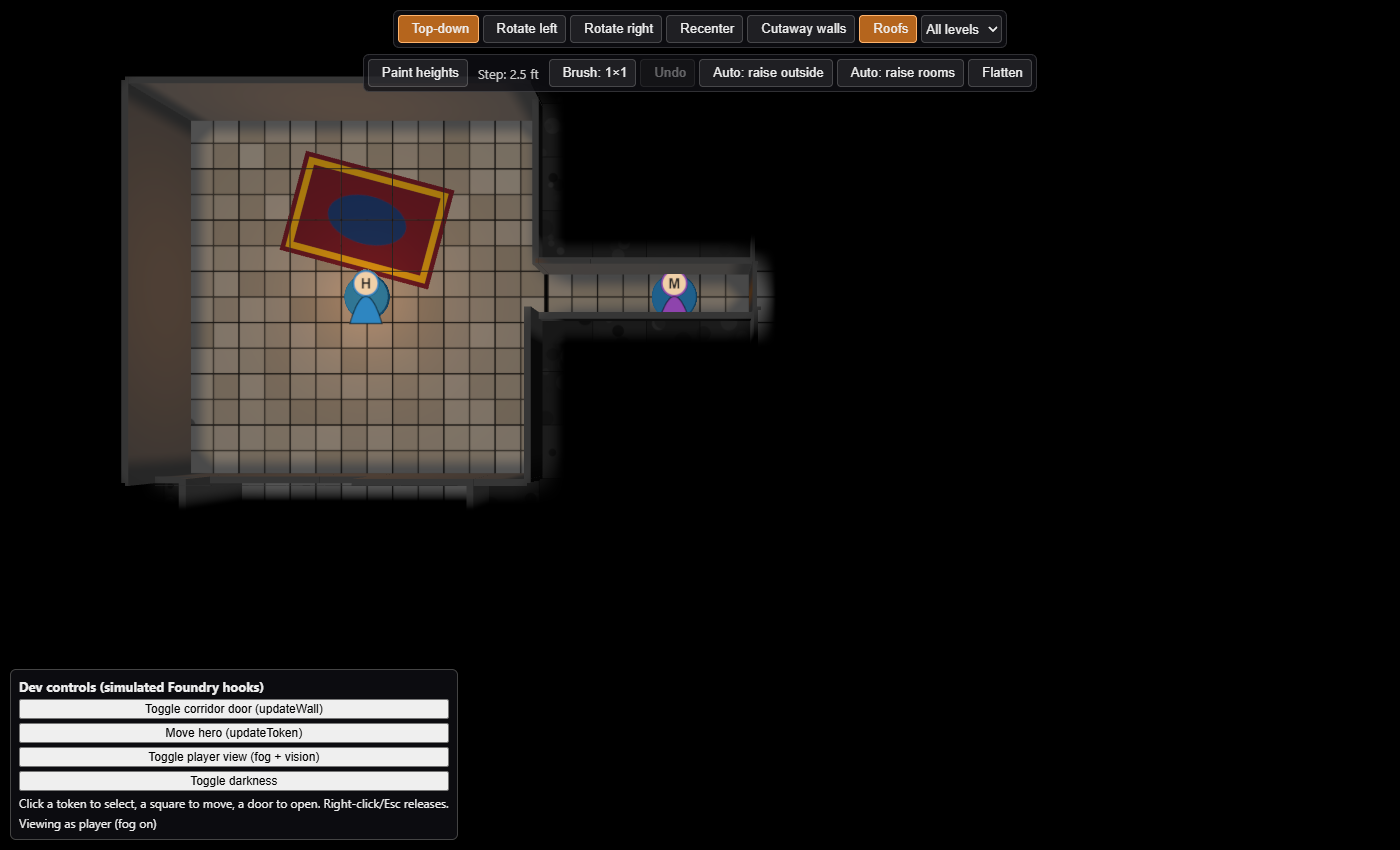 Top-down Rotate left Rotate right Recenter Cutaway walls Roofs All levels
Paint heights Step: 2.5 ft Brush: 1×1 Undo Auto: raise outside Auto: raise rooms Flatten
H
M
Dev controls (simulated Foundry hooks)
Toggle corridor door (updateWall)
Move hero (updateToken)
Toggle player view (fog + vision)
Toggle darkness
Click a token to select, a square to move, a door to open. Right-click/Esc releases.
Viewing as player (fog on)